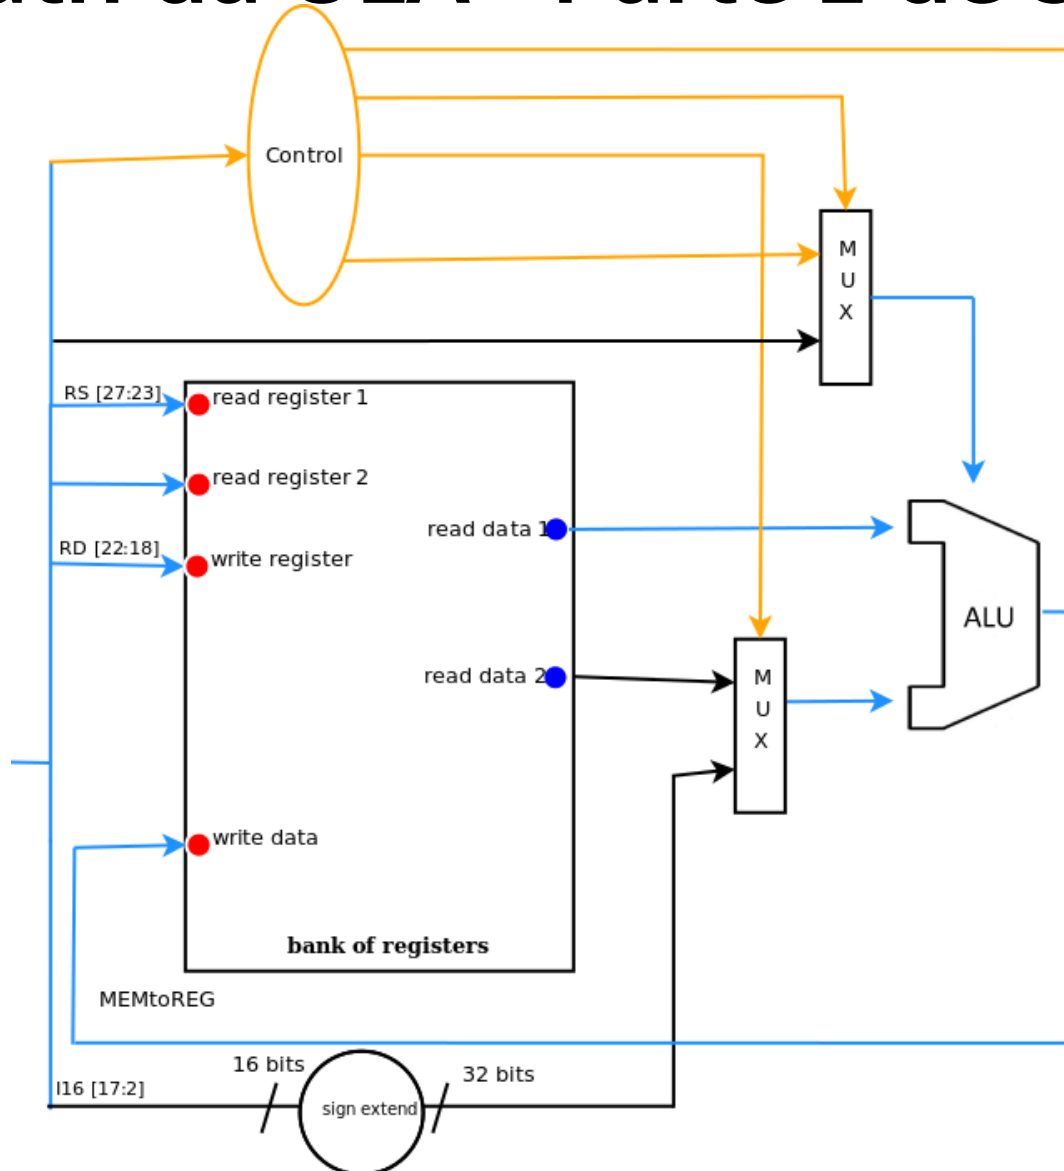 Control
M
U
X
RS [27:23]
read register 1
read register 2
read data 1
RD [22:18]
write register
ALU
read data 2
M
U
X
write data
bank of registers
MEMtoREG
16 bits
32 bits
I16 [17:2]
sign extend